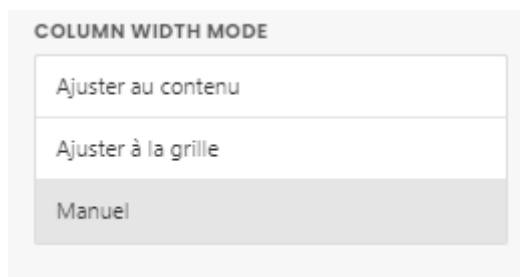 COLUMN WIDTH MODE
Ajuster au contenu
Ajuster à la grille
Manuel